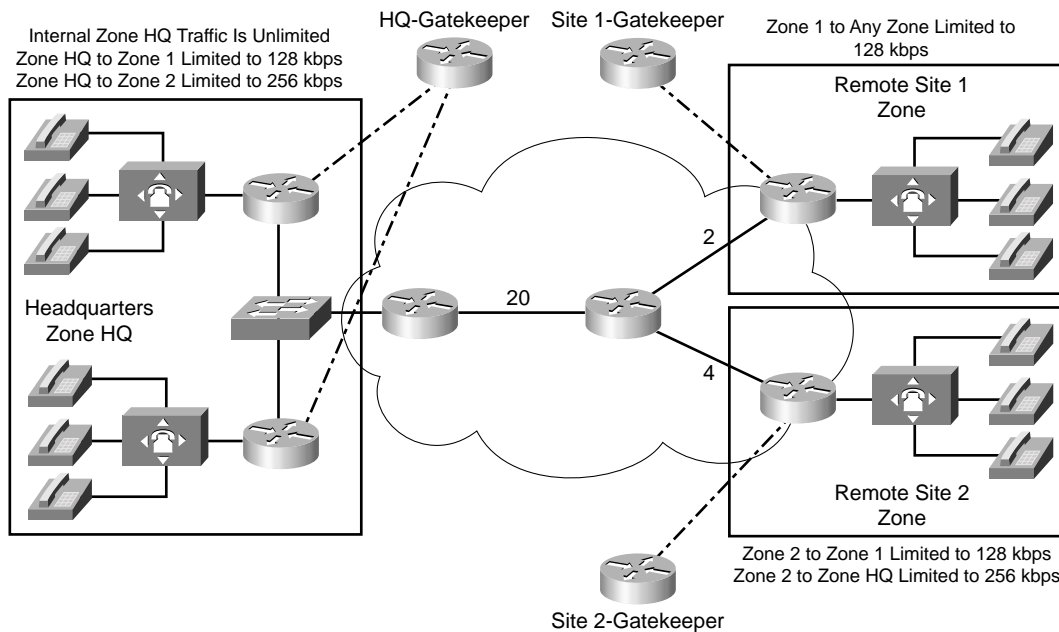 HQ-Gatekeeper
Site 1-Gatekeeper
Internal Zone HQ Traffic Is Unlimited
Zone HQ to Zone 1 Limited to 128 kbps
Zone HQ to Zone 2 Limited to 256 kbps
Zone 1 to Any Zone Limited to
128 kbps
Remote Site 1
Zone
2
20
Headquarters
Zone HQ
4
Remote Site 2
Zone
Zone 2 to Zone 1 Limited to 128 kbps
Zone 2 to Zone HQ Limited to 256 kbps
Site 2-Gatekeeper